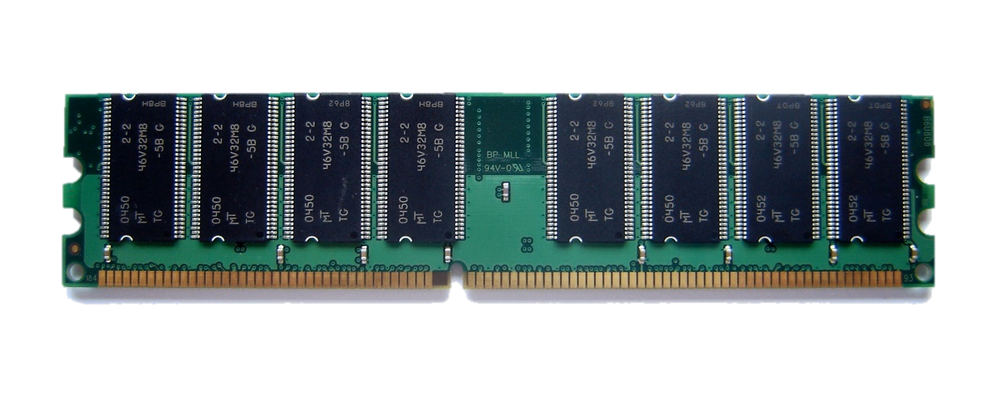 BP8H
2-2
46V32M8
-5B G
0450
MT
TG
BP8H
2-2
46V32M8
-5B G
0450
MT
TG
BP62
2-2
46V32M8
-5B G
0450
MT
TG
BP8H
2-2
46V32M8
-5B G
0450
MT
TG
BP MLL
94V-0
BP62
2-2
46V32M8
-5B G
0450
MT
TG
BP62
2-2
46V32M8
-5B G
0450
MT
TG
BPDT
2-2
46V32M8
-5B G
0452
MT
TG
BPDT
2-2
46V32M8
-5B G
0452
MT
TG
184
93